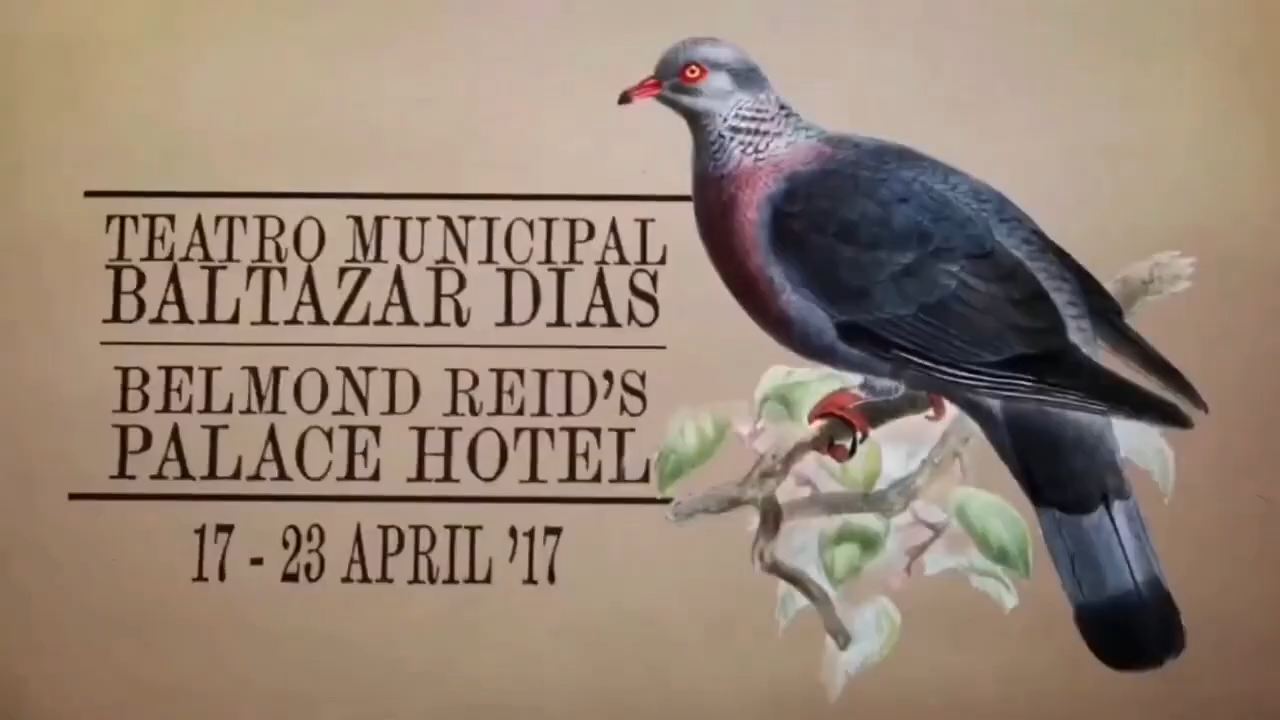 TEATRO MUNICIPAL
BALTAZAR DIAS
BELMOND REID'S
PALACE HOTEL
17 - 23 APRIL '17